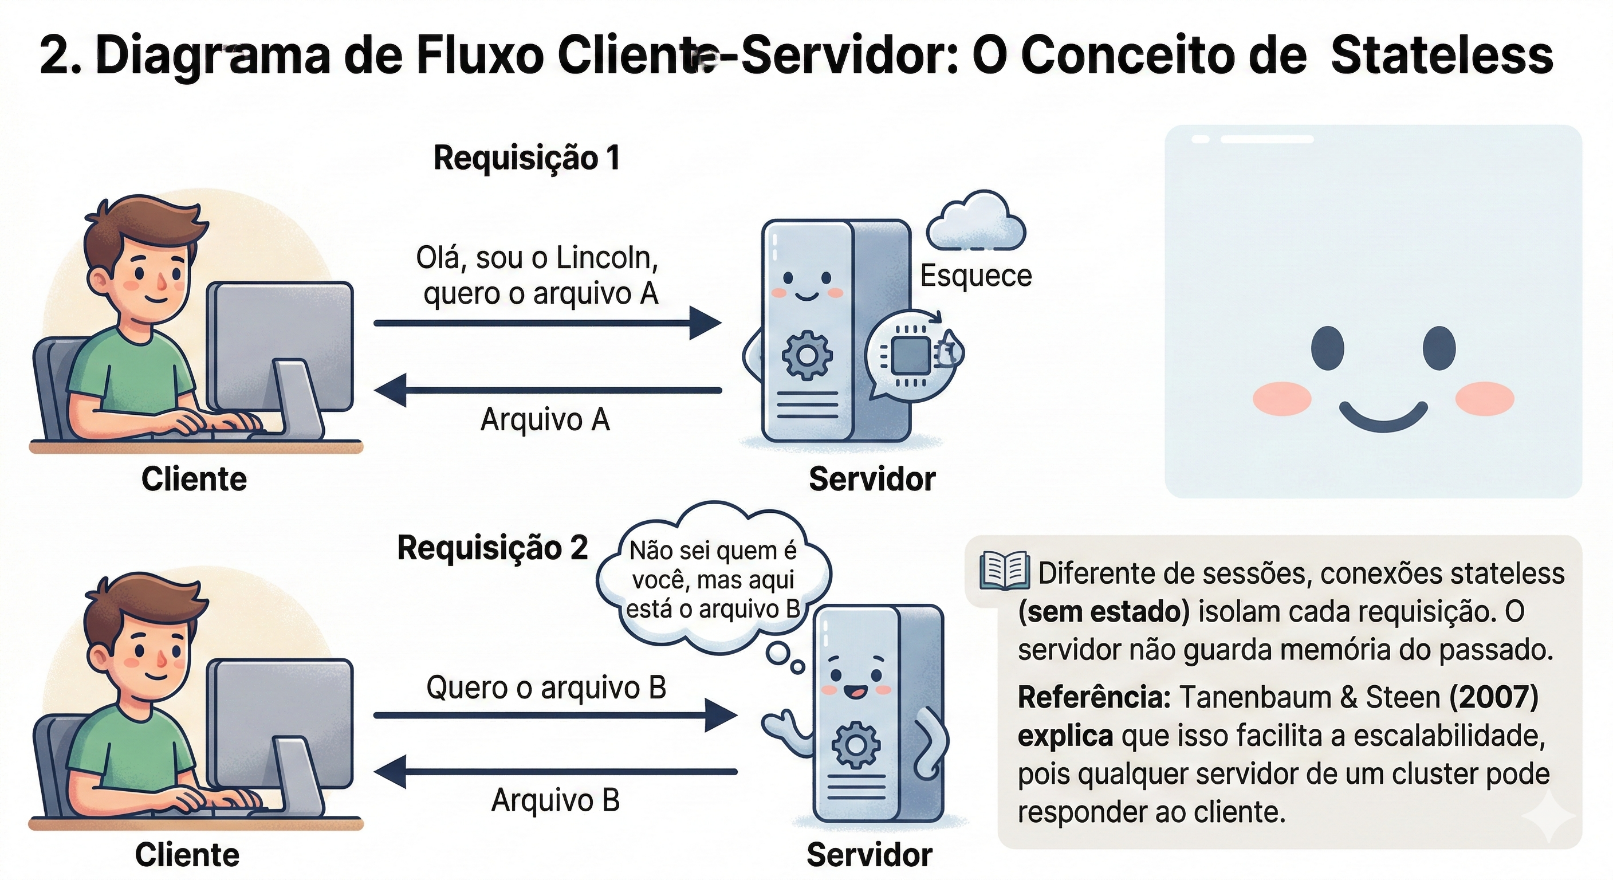 2. Diagrama de Fluxo Cliente-Servidor: O Conceito de Stateless
Requisição 1
Olá, sou o Lincoln,
quero o arquivo A
Esquece
Arquivo A
Cliente
Servidor
Requisição 2
Não sei quem é
você, mas aqui
está o arquivo B
Quero o arquivo B
Arquivo B
Cliente
Servidor
Diferente de sessões, conexões stateless
(sem estado) isolam cada requisição. O
servidor não guarda memória do passado.
Referência: Tanenbaum & Steen (2007)
explica que isso facilita a escalabilidade,
pois qualquer servidor de um cluster pode
responder ao cliente.